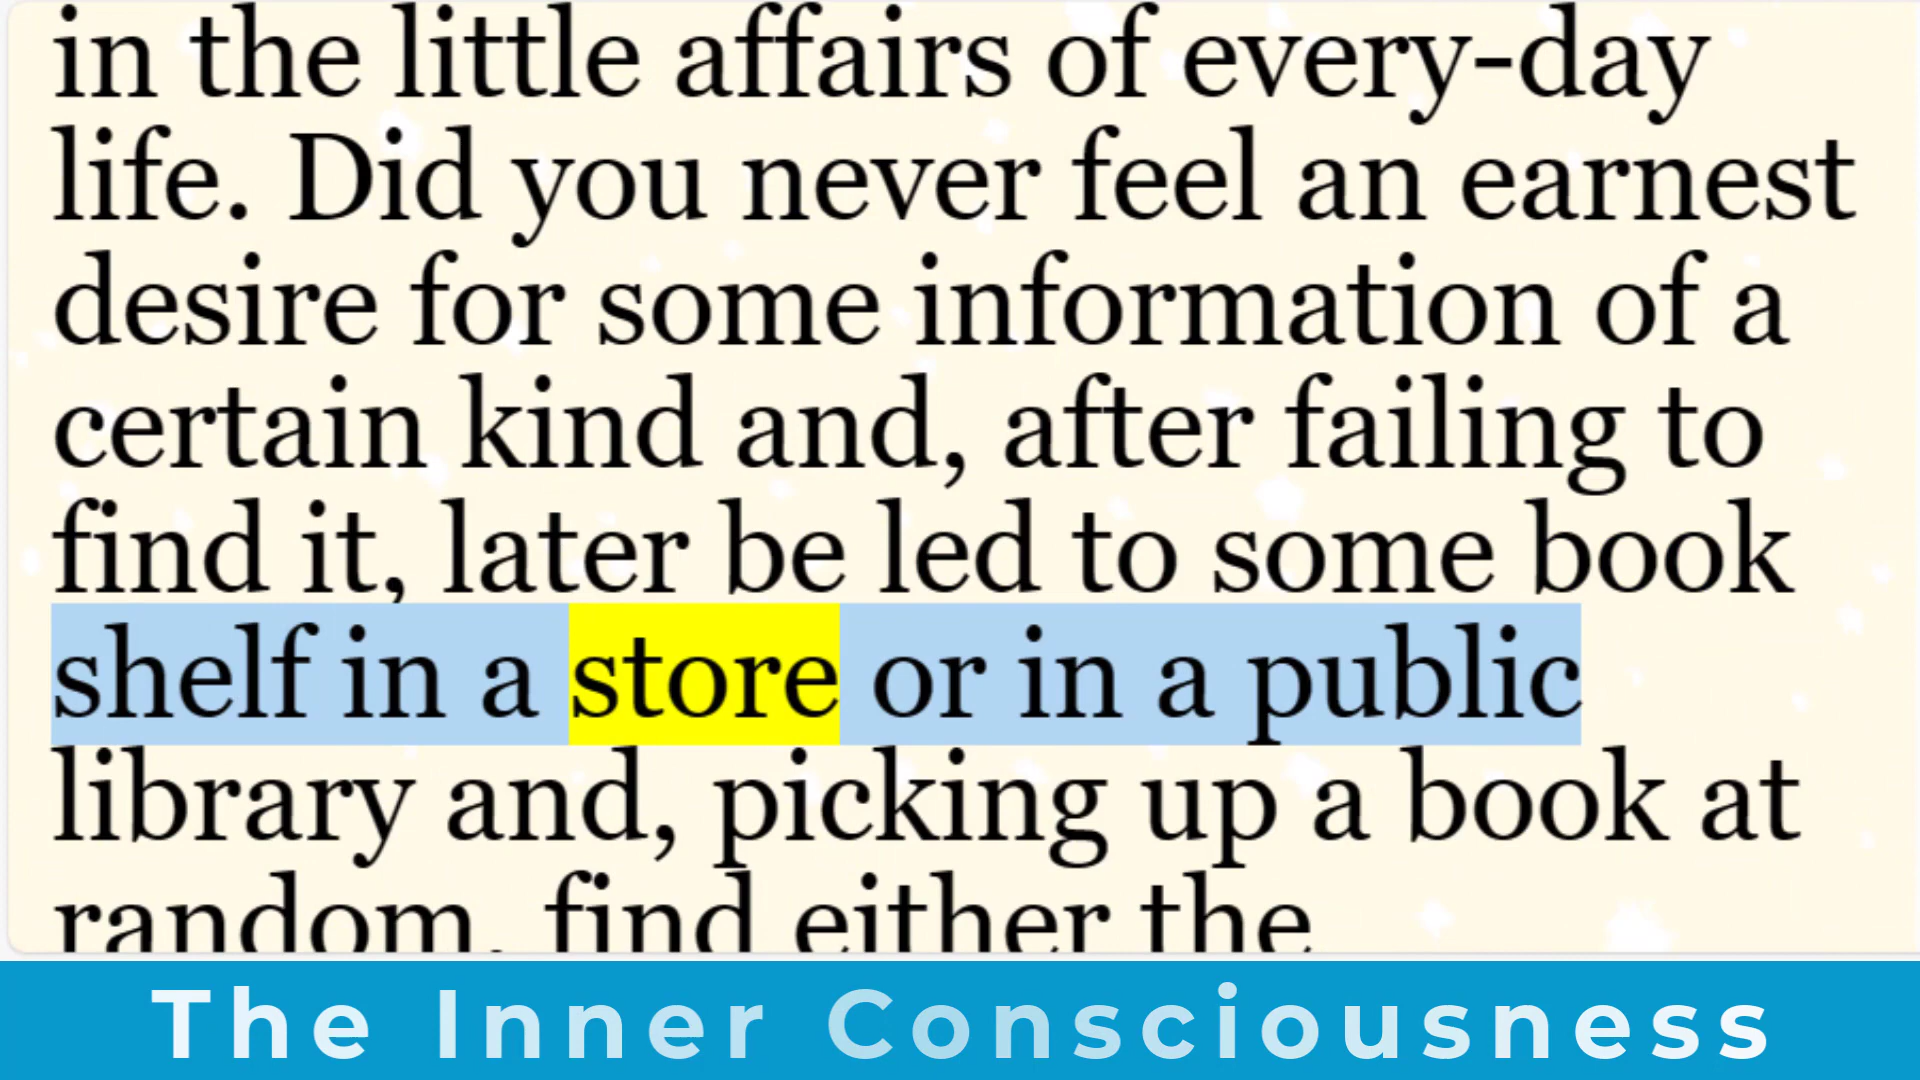 in the little affairs of every-day
life. Did you never feel an earnest
desire for some information of a
certain kind and, after failing to
find it, later be led to some book
shelf in a store or in a public
library and, picking up a book at
random, find either the
The Inner Consciousness